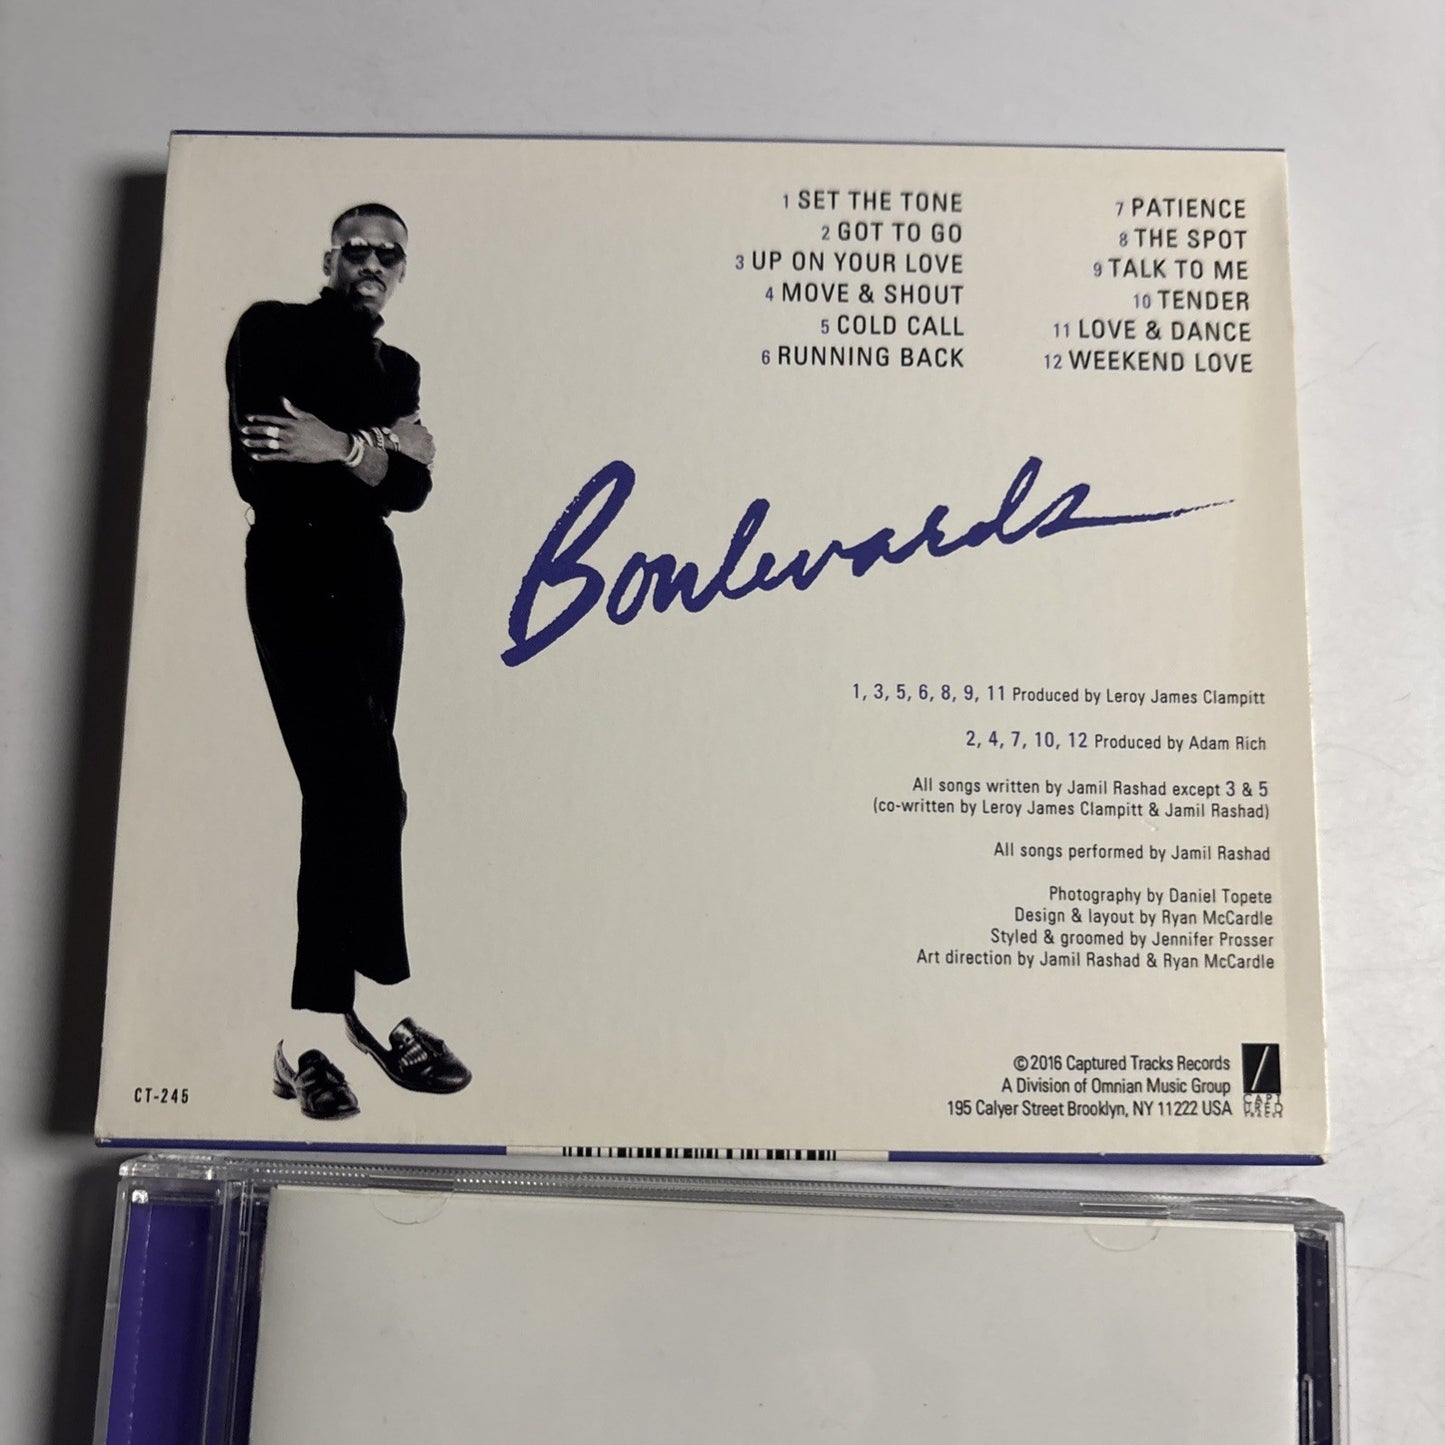 1 SET THE TONE
2 GOT TO GO
3 UP ON YOUR LOVE
4 MOVE & SHOUT
5 COLD CALL
6 RUNNING BACK
7 PATIENCE
8 THE SPOT
9 TALK TO ME
10 TENDER
11 LOVE & DANCE
12 WEEKEND LOVE
Boulevards
1, 3, 5, 6, 8, 9, 11 Produced by Leroy James Clampitt
2, 4, 7, 10, 12 Produced by Adam Rich
All songs written by Jamil Rashad except 3 & 5
(co-written by Leroy James Clampitt & Jamil Rashad)
All songs performed by Jamil Rashad
Photography by Daniel Topete
Design & layout by Ryan McCardle
Styled & groomed by Jennifer Prosser
Art direction by Jamil Rashad & Ryan McCardle
©2016 Captured Tracks Records
A Division of Omnian Music Group
195 Calyer Street Brooklyn, NY 11222 USA
CAPT
URED
TRACKS
CT-245